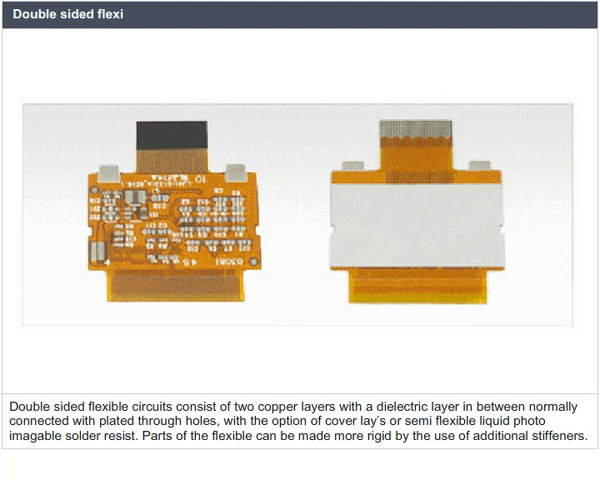 Double sided flexi
03081
Double sided flexible circuits consist of two copper layers with a dielectric layer in between normally
connected with plated through holes, with the option of cover lay's or semi flexible liquid photo
imagable solder resist. Parts of the flexible can be made more rigid by the use of additional stiffeners.